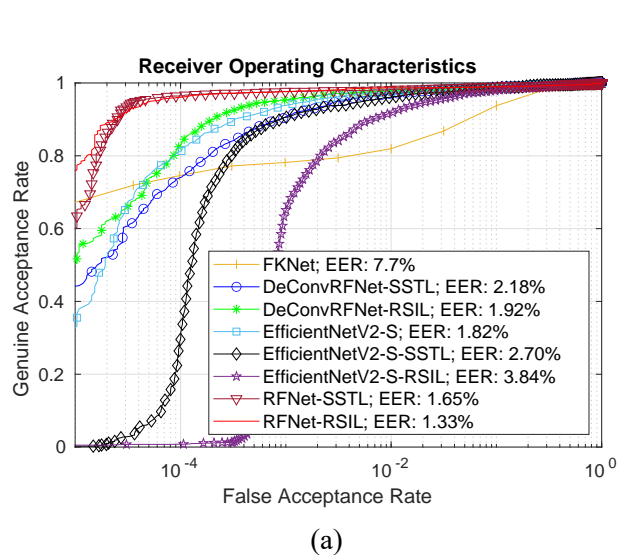 Receiver Operating Characteristics
1
0.8
0.6
0.4
0.2
0
Genuine Acceptance Rate
FKNet; EER: 7.7%
DeConvRFNet-SSTL; EER: 2.18%
DeConvRFNet-RSIL; EER: 1.92%
EfficientNetV2-S; EER: 1.82%
EfficientNetV2-S-SSTL; EER: 2.70%
EfficientNetV2-S-RSIL; EER: 3.84%
RFNet-SSTL; EER: 1.65%
RFNet-RSIL; EER: 1.33%
10⁻⁴ 10⁻² 10⁰
False Acceptance Rate
(a)